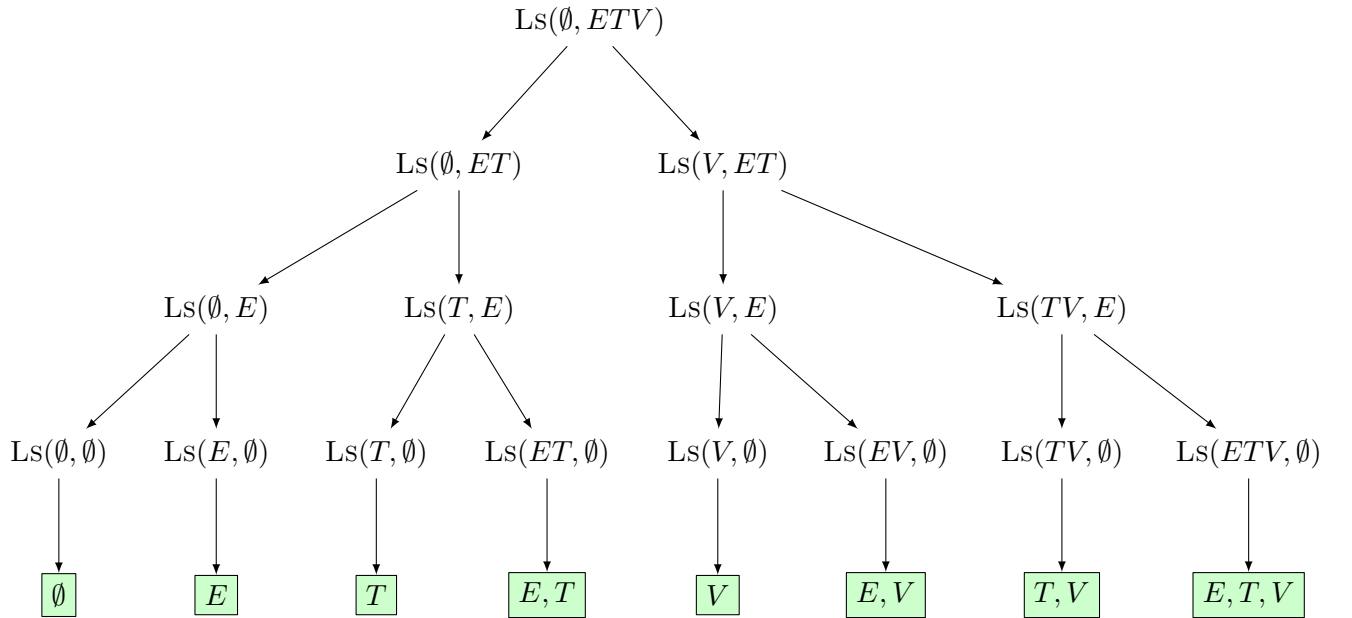 Ls(∅, ETV)
Ls(∅, ET) Ls(V, ET)
Ls(∅, E) Ls(T, E) Ls(V, E) Ls(TV, E)
Ls(∅, ∅) Ls(E, ∅) Ls(T, ∅) Ls(ET, ∅) Ls(V, ∅) Ls(EV, ∅) Ls(TV, ∅) Ls(ETV, ∅)
∅ E T E, T V E, V T, V E, T, V